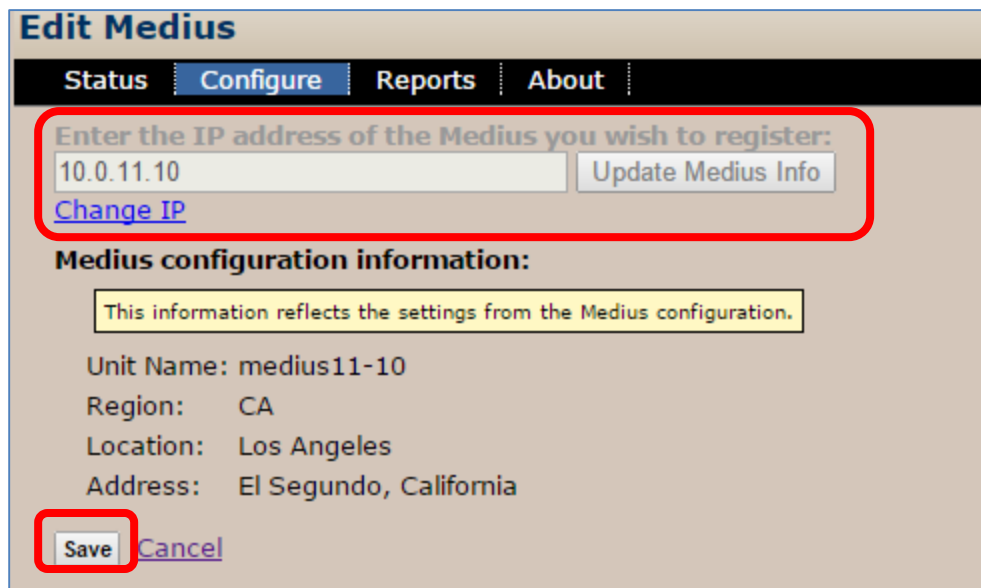 Edit Medius
Status Configure Reports About
Enter the IP address of the Medius you wish to register:
10.0.11.10 Update Medius Info
Change IP
Medius configuration information:
This information reflects the settings from the Medius configuration.
Unit Name: medius11-10
Region: CA
Location: Los Angeles
Address: El Segundo, California
Save Cancel